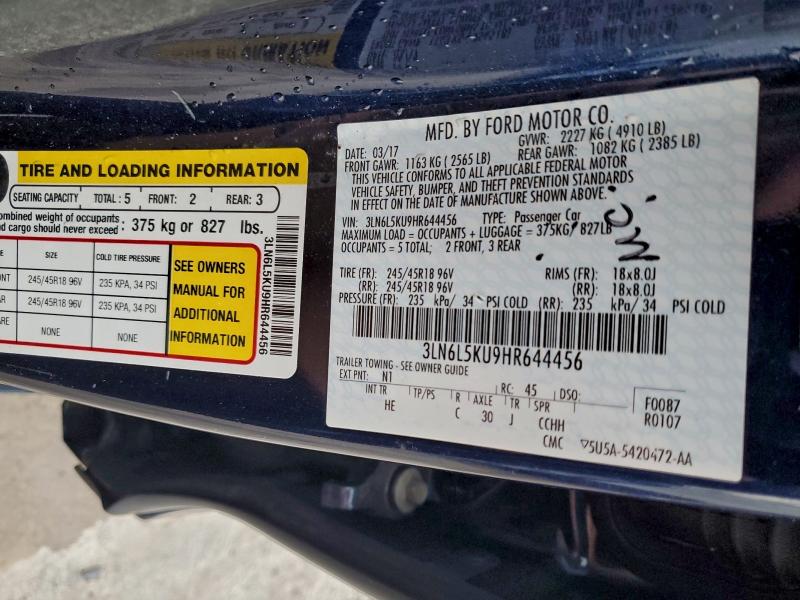 TIRE AND LOADING INFORMATION
SEATING CAPACITY TOTAL: 5 FRONT: 2 REAR: 3
combined weight of occupants
and cargo should never exceed: 375 kg or 827 lbs.
SIZE COLD TIRE PRESSURE
245/45R18 96V 235 KPA, 34 PSI
245/45R18 96V 235 KPA, 34 PSI
NONE NONE
SEE OWNERS
MANUAL FOR
ADDITIONAL
INFORMATION
3LN6L5KU9HR644456
MFD. BY FORD MOTOR CO.
DATE: 03/17 GVWR: 2227 KG ( 4910 LB)
FRONT GAWR: 1163 KG ( 2565 LB) REAR GAWR: 1082 KG ( 2385 LB)
THIS VEHICLE CONFORMS TO ALL APPLICABLE FEDERAL MOTOR
VEHICLE SAFETY, BUMPER, AND THEFT PREVENTION STANDARDS
IN EFFECT ON THE DATE OF MANUFACTURE SHOWN ABOVE.
VIN: 3LN6L5KU9HR644456 TYPE: Passenger Car
MAXIMUM LOAD = OCCUPANTS + LUGGAGE = 375KG/ 827LB
OCCUPANTS = 5 TOTAL; 2 FRONT, 3 REAR
TIRE (FR): 245/45R18 96V RIMS (FR): 18x8.0J
(RR): 245/45R18 96V (RR): 18x8.0J
PRESSURE (FR): 235 kPa/ 34 PSI COLD (RR): 235 kPa/ 34 PSI COLD
3LN6L5KU9HR644456
TRAILER TOWING - SEE OWNER GUIDE
EXT PNT: N1 RC: 45 DSO: F0087
INT TR TP/PS R AXLE TR SPR R0107
HE C 30 J CCHH
CMC ▽5U5A-5420472-AA